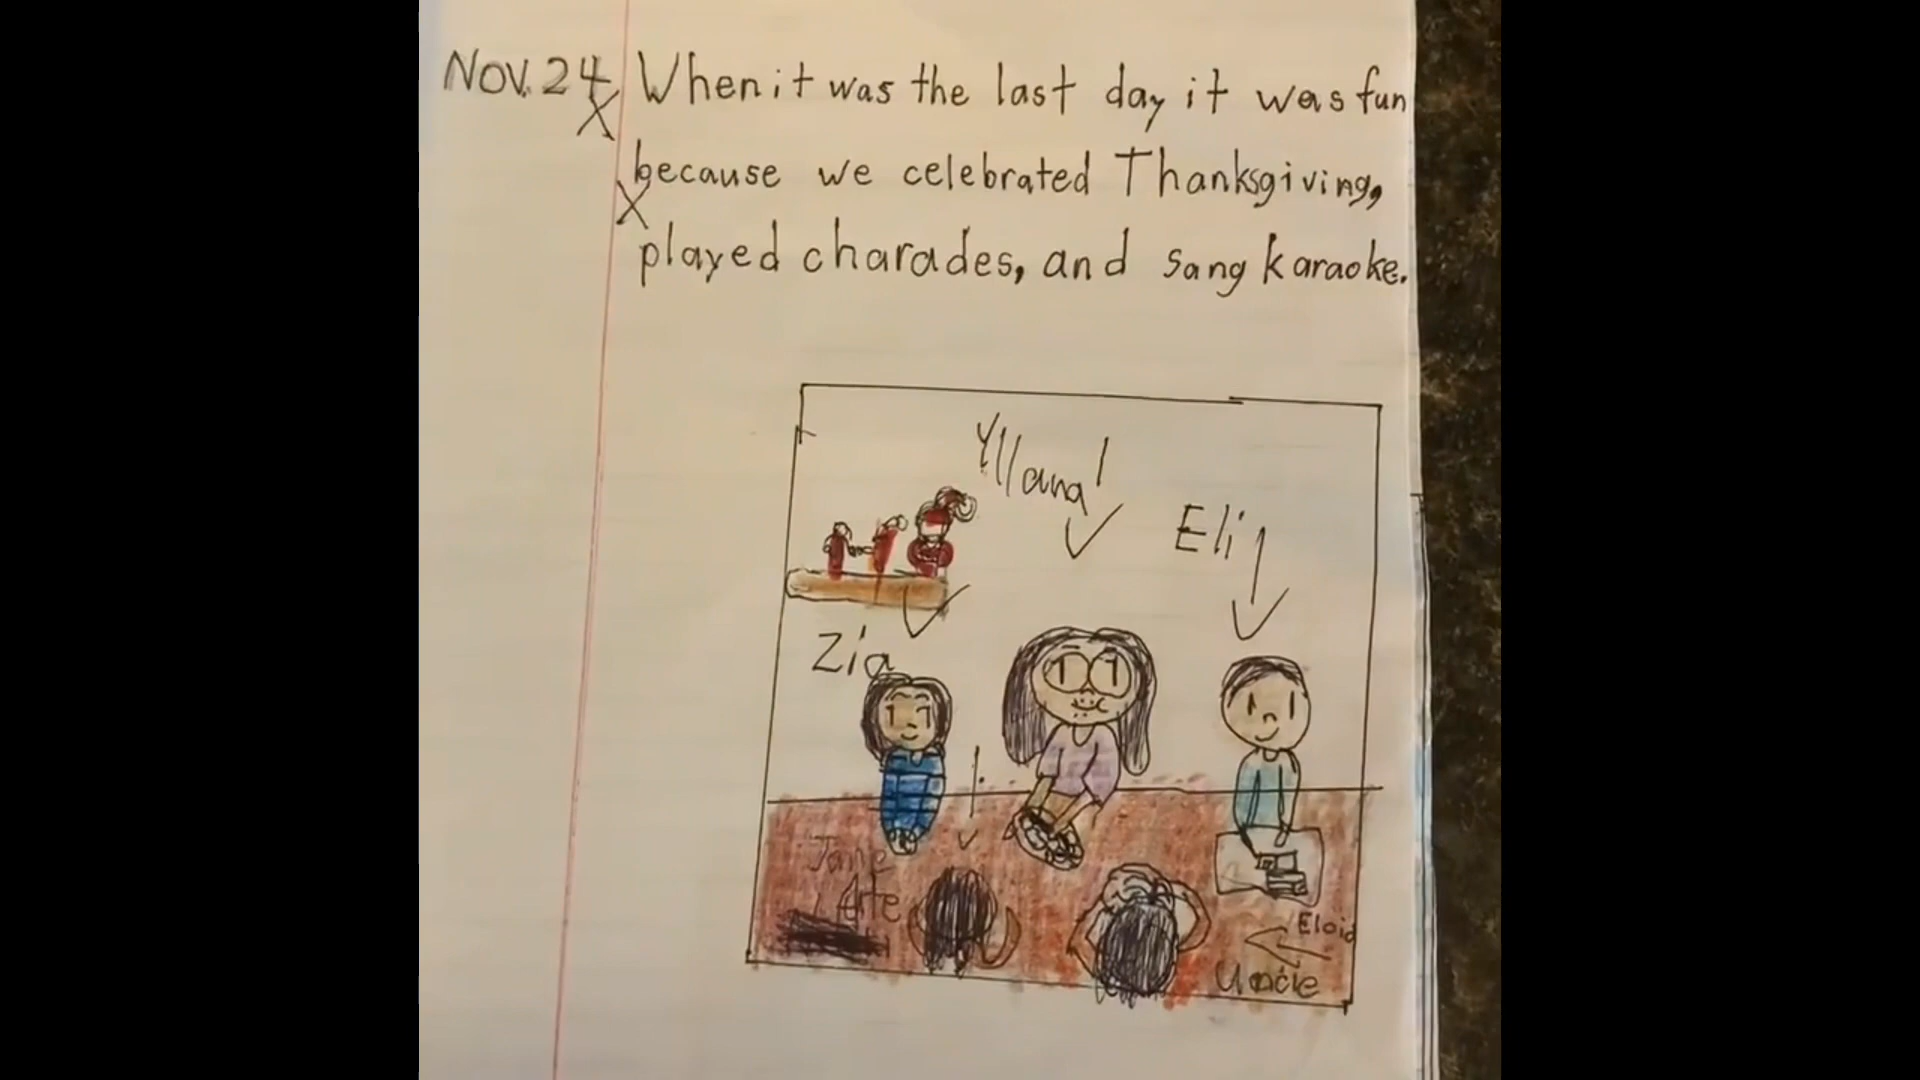 Nov. 24 When it was the last day it was fun
because we celebrated Thanksgiving,
played charades, and sang karaoke.
Yllana
Eli
Zia
Jane
Arte
Eloid
Uncle